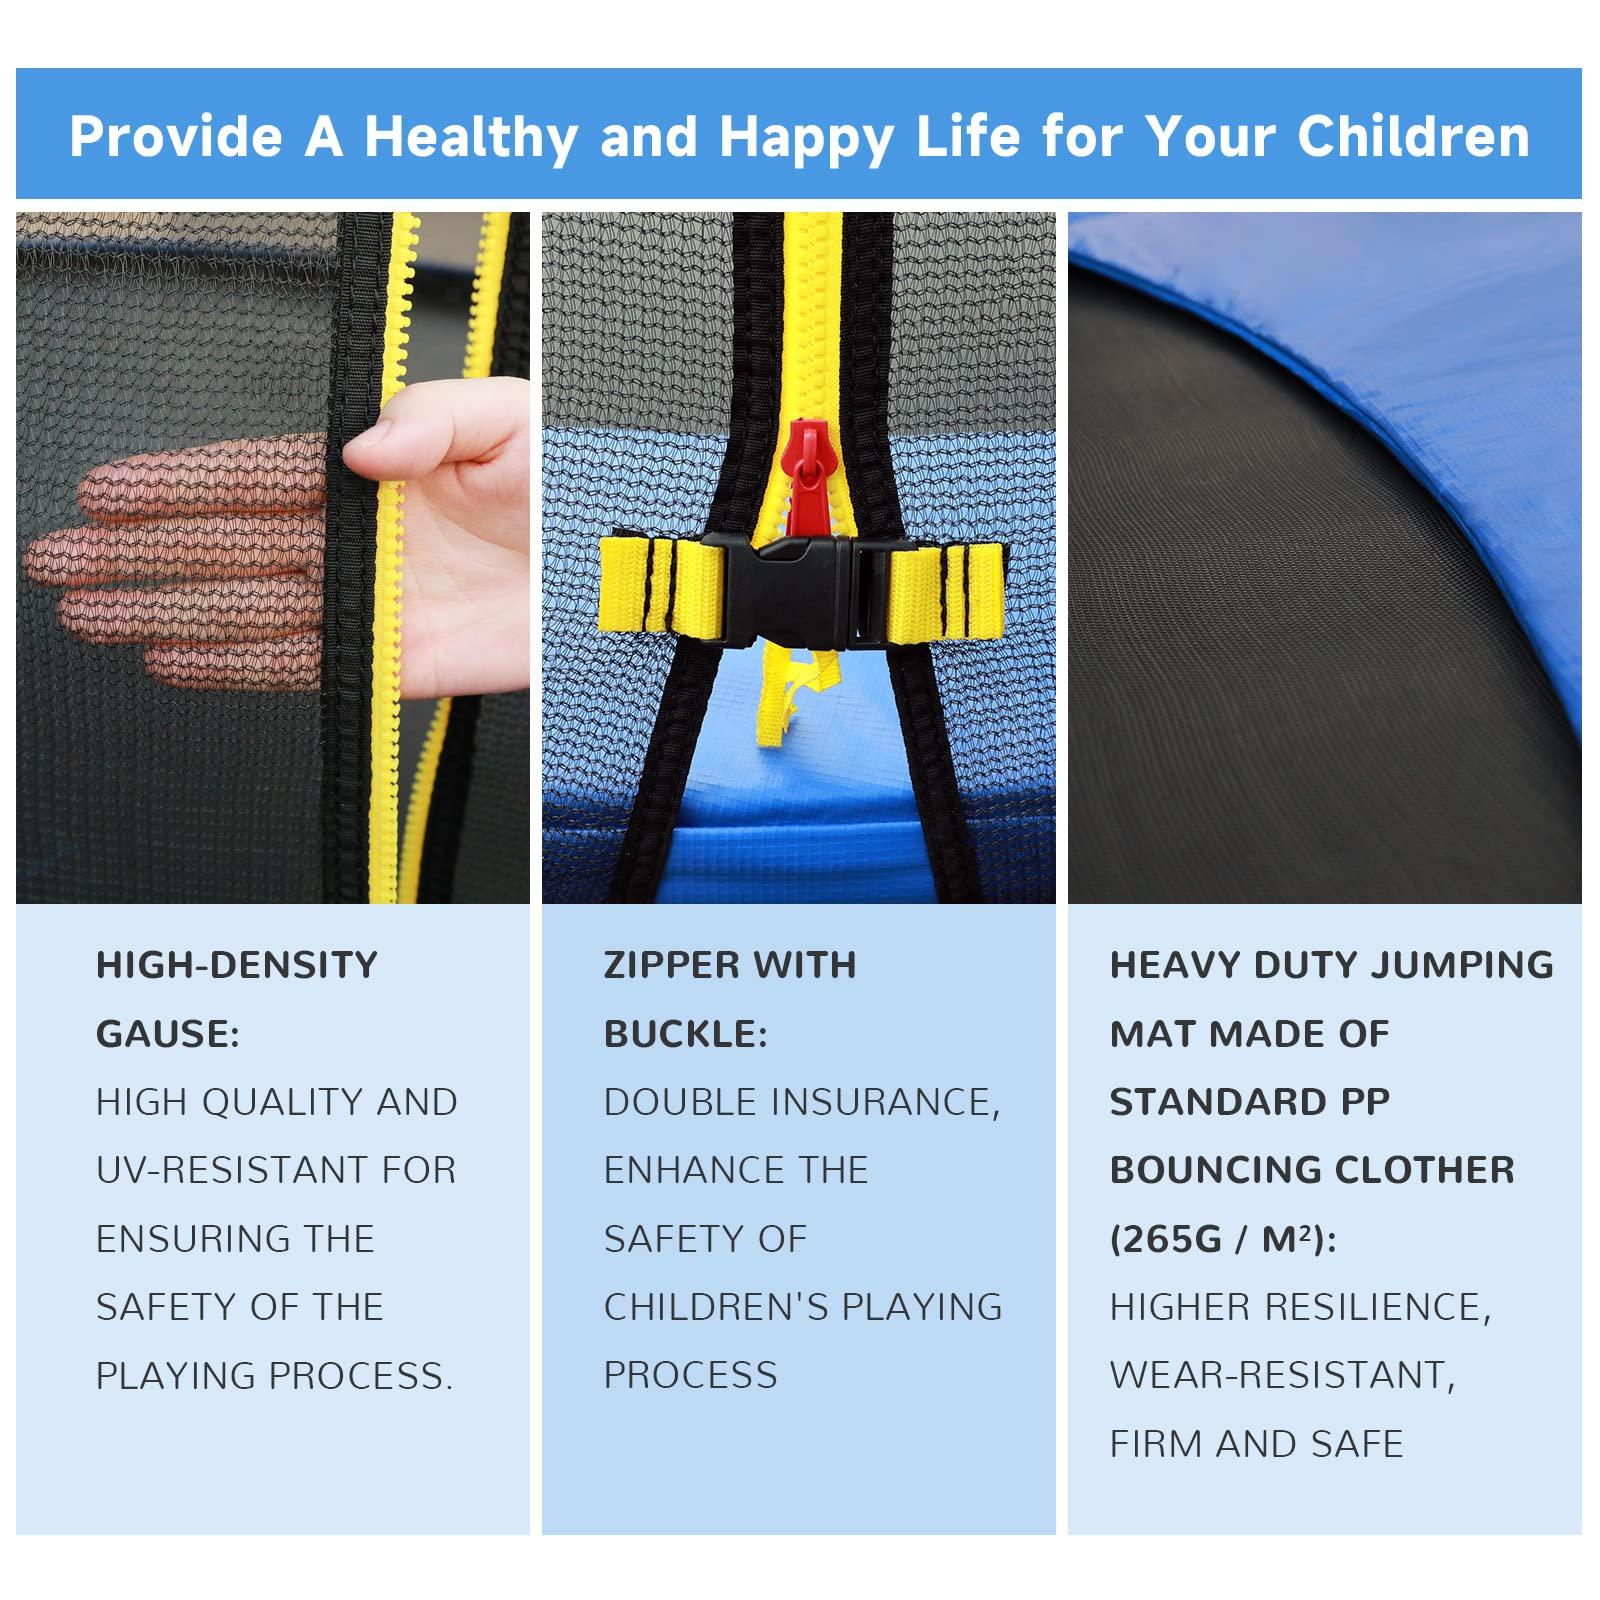 Provide A Healthy and Happy Life for Your Children
HIGH-DENSITY
GAUSE:
HIGH QUALITY AND
UV-RESISTANT FOR
ENSURING THE
SAFETY OF THE
PLAYING PROCESS.
ZIPPER WITH
BUCKLE:
DOUBLE INSURANCE,
ENHANCE THE
SAFETY OF
CHILDREN'S PLAYING
PROCESS
HEAVY DUTY JUMPING
MAT MADE OF
STANDARD PP
BOUNCING CLOTHER
(265G / M²):
HIGHER RESILIENCE,
WEAR-RESISTANT,
FIRM AND SAFE